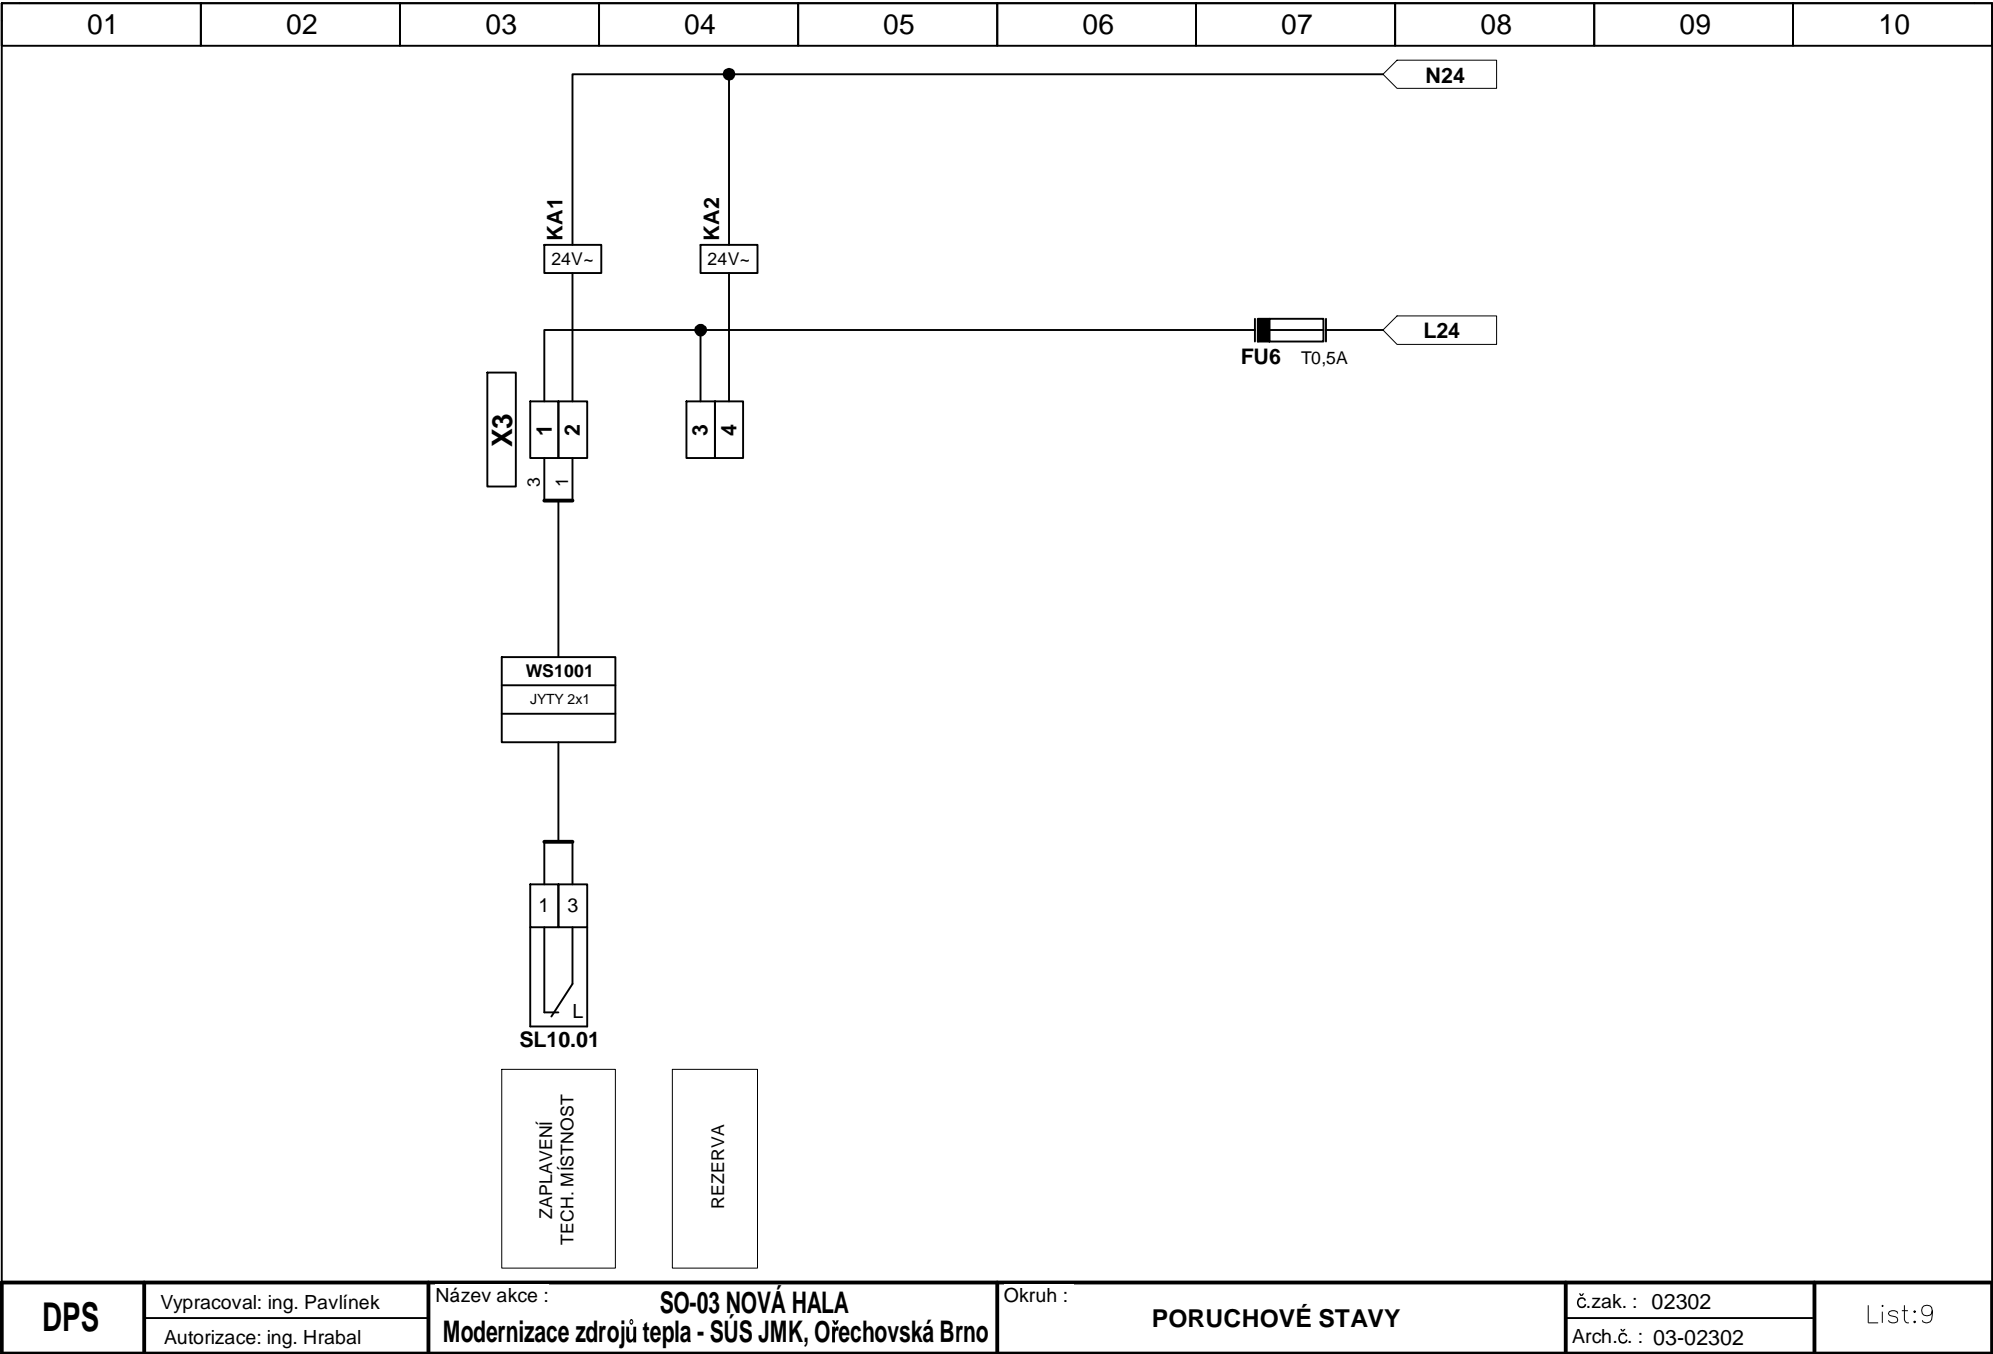 01 02 03 04 05 06 07 08 09 10
N24
KA1
KA2
24V~
24V~
L24
FU6 T0,5A
X3
1 2
3 4
3 1
WS1001
JYTY 2x1
1 3
L
SL10.01
ZAPLAVENÍ
TECH. MÍSTNOST
REZERVA
DPS
Vypracoval: ing. Pavlínek
Autorizace: ing. Hrabal
Název akce :
SO-03 NOVÁ HALA
Modernizace zdrojů tepla - SÚS JMK, Ořechovská Brno
Okruh :
PORUCHOVÉ STAVY
č.zak. : 02302
Arch.č. : 03-02302
List:9